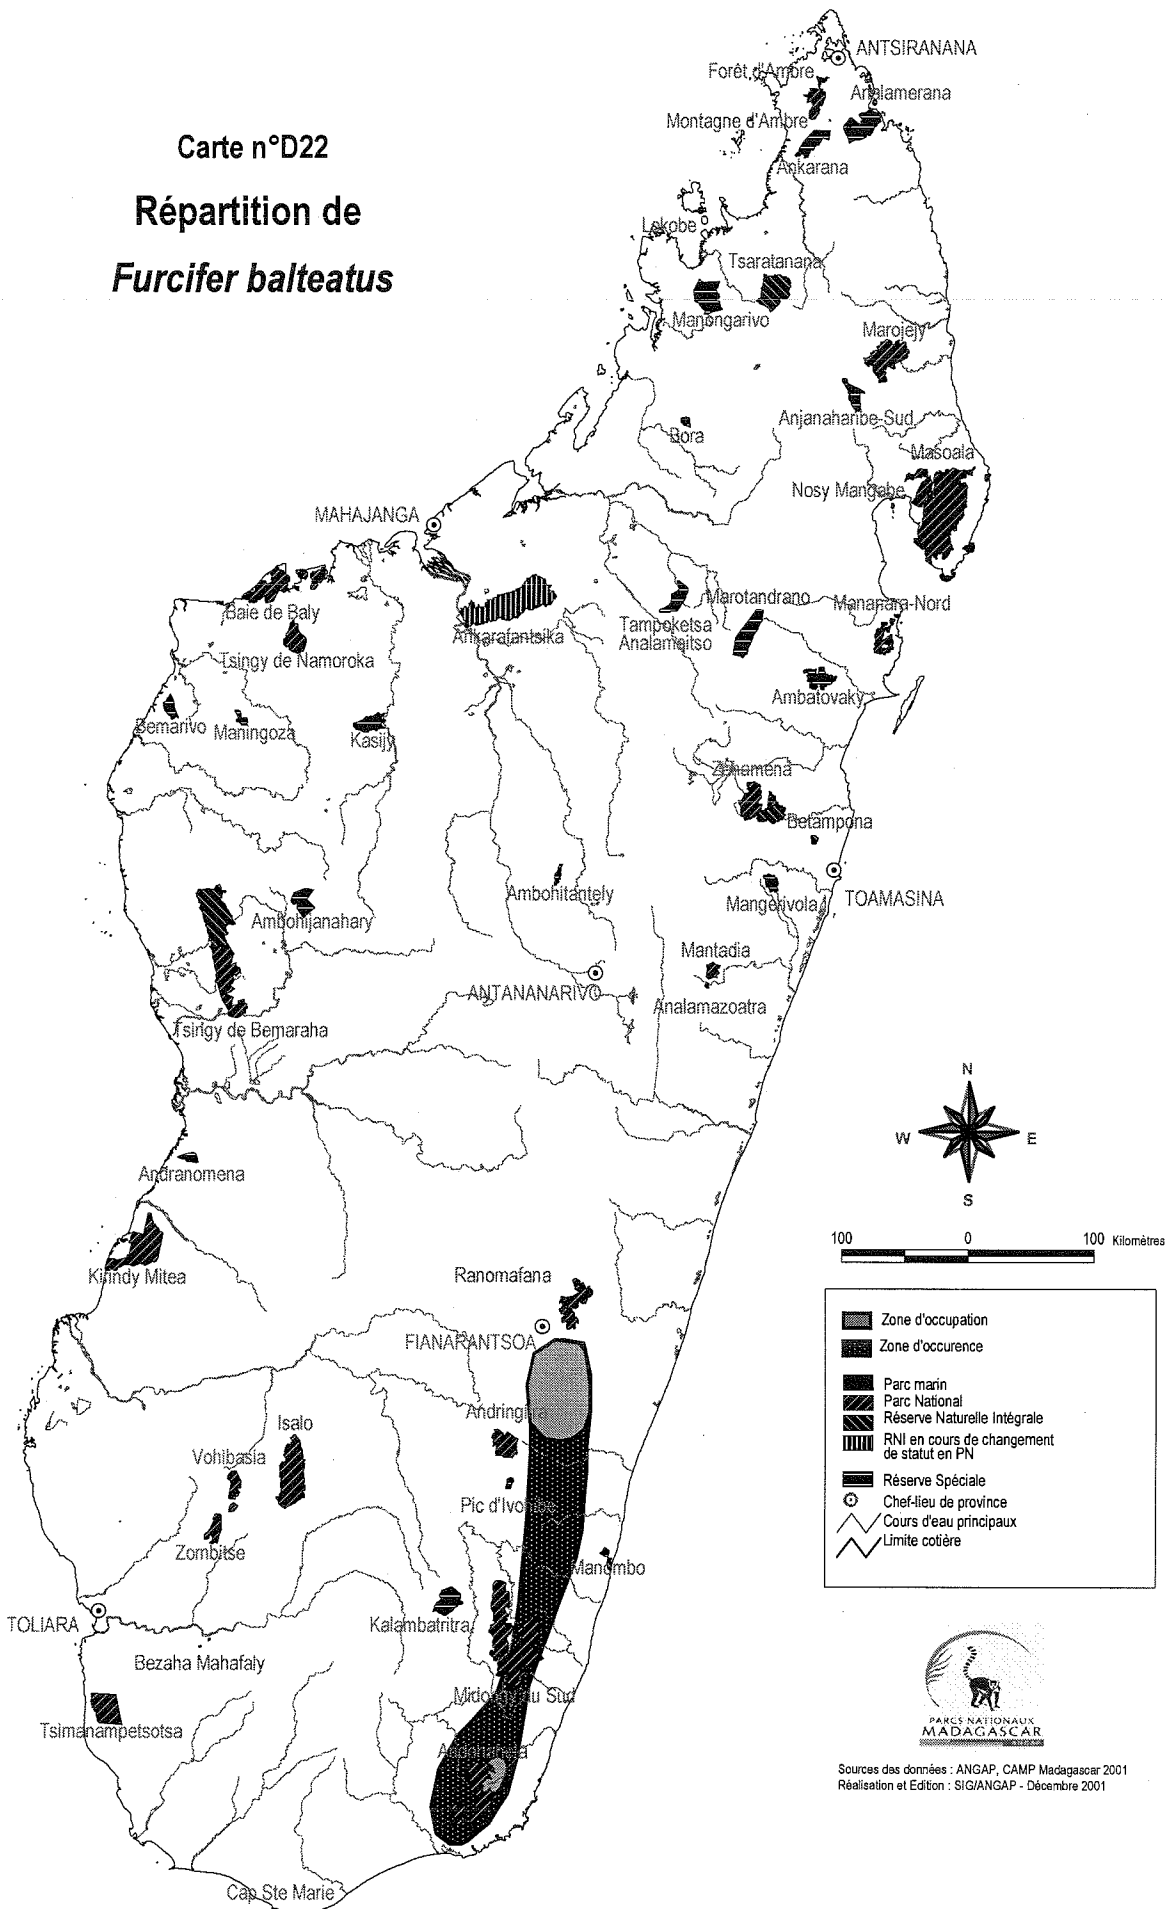 Carte n°D22
Répartition de
Furcifer balteatus
ANTSIRANANA
Forêt d'Ambre
Analamerana
Montagne d'Ambre
Ankarana
Lokobe
Tsaratanana
Manongarivo
Marojejy
Anjanaharibe-Sud
Bora
Masoala
Nosy Mangabe
MAHAJANGA
Baie de Baly
Ankarafantsika
Marotandrano
Mananara-Nord
Tampoketsa
Analamaitso
Tsingy de Namoroka
Ambatovaky
Bemarivo
Maningoza
Kasijy
Zahamena
Betampona
Ambohitantely
Mangerivola
TOAMASINA
Ambohijanahary
Mantadia
ANTANANARIVO
Analamazoatra
Tsingy de Bemaraha
N
W
E
S
Andranomena
100
0
100 Kilomètres
Kirindy Mitea
Ranomafana
FIANARANTSOA
Zone d'occupation
Zone d'occurence
Parc marin
Parc National
Réserve Naturelle Intégrale
RNI en cours de changement
de statut en PN
Réserve Spéciale
Chef-lieu de province
Cours d'eau principaux
Limite cotière
Andringitra
Isalo
Vohibasia
Pic d'Ivohibe
Zombitse
Manombo
Kalambatritra
TOLIARA
Bezaha Mahafaly
Midongy du Sud
Tsimanampetsotsa
Andohahela
PARCS NATIONAUX
MADAGASCAR
Sources des données : ANGAP, CAMP Madagascar 2001
Réalisation et Edition : SIG/ANGAP - Décembre 2001
Cap Ste Marie